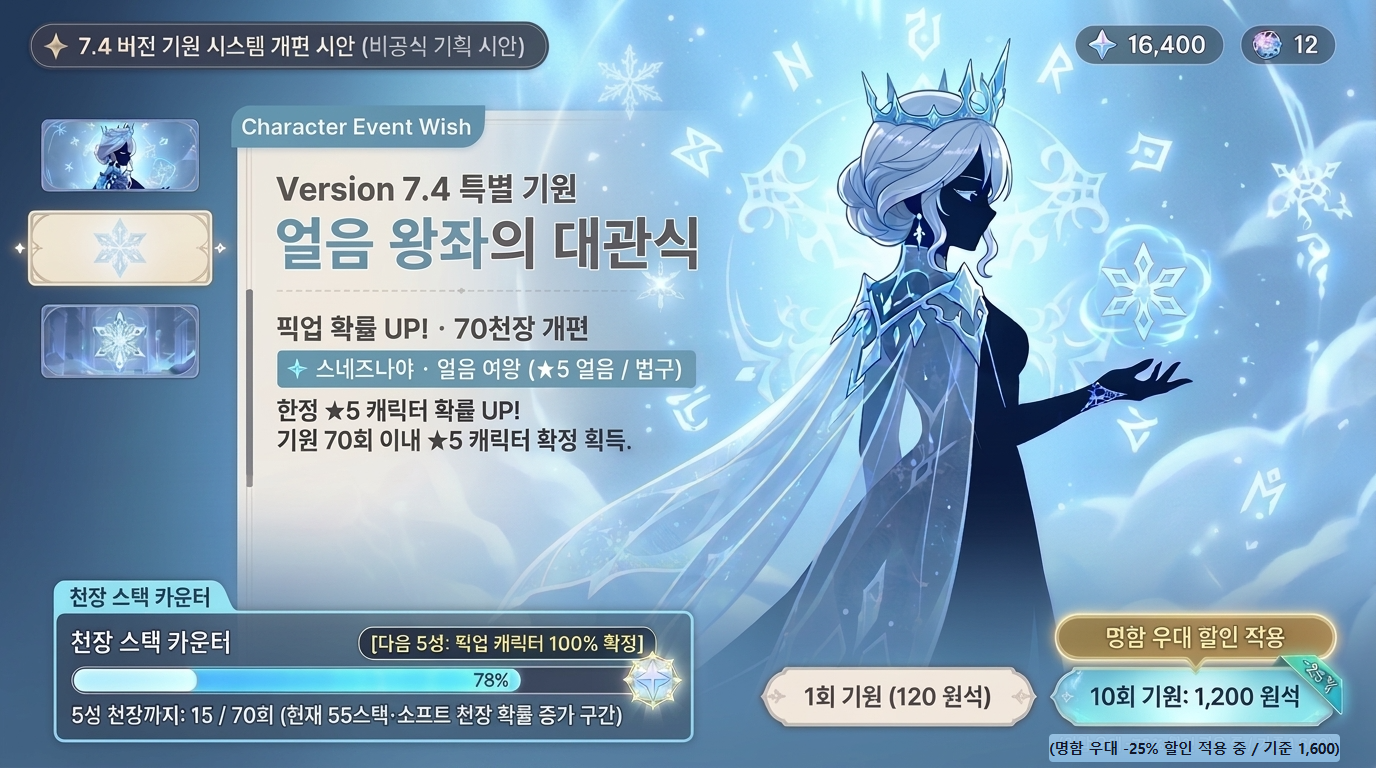 7.4 버전 기원 시스템 개편 시안 (비공식 기획 시안)
16,400
12
Character Event Wish
Version 7.4 특별 기원
얼음 왕좌의 대관식
픽업 확률 UP! · 70천장 개편
스네즈나야 · 얼음 여왕 (★5 얼음 / 법구)
한정 ★5 캐릭터 확률 UP!
기원 70회 이내 ★5 캐릭터 확정 획득.
천장 스택 카운터
천장 스택 카운터
[다음 5성: 픽업 캐릭터 100% 확정]
78%
5성 천장까지: 15 / 70회 (현재 55스택·소프트 천장 확률 증가 구간)
명함 우대 할인 작용
1회 기원 (120 원석)
10회 기원: 1,200 원석
-25%
(명함 우대 -25% 할인 적용 중 / 기준 1,600)